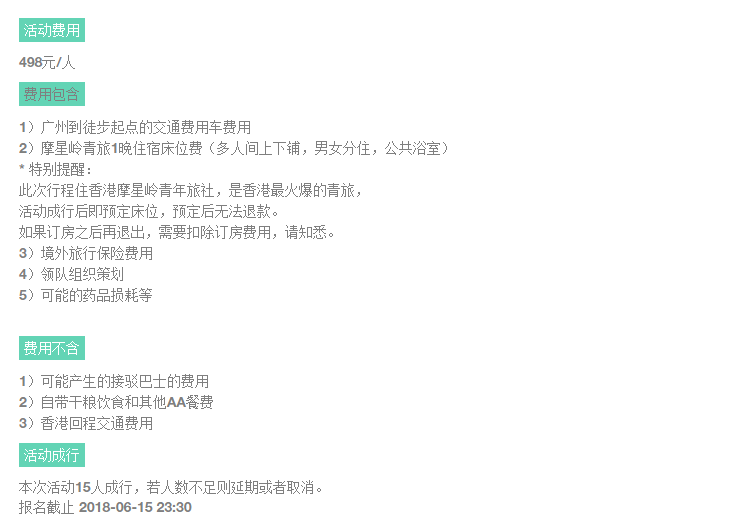 活动费用
498元/人
费用包含
1）广州到徒步起点的交通费用车费用
2）摩星岭青旅1晚住宿床位费（多人间上下铺，男女分住，公共浴室）
* 特别提醒：
此次行程住香港摩星岭青年旅社，是香港最火爆的青旅，
活动成行后即预定床位，预定后无法退款。
如果订房之后再退出，需要扣除订房费用，请知悉。
3）境外旅行保险费用
4）领队组织策划
5）可能的药品损耗等
费用不含
1）可能产生的接驳巴士的费用
2）自带干粮饮食和其他AA餐费
3）香港回程交通费用
活动成行
本次活动15人成行，若人数不足则延期或者取消。
报名截止 2018-06-15 23:30